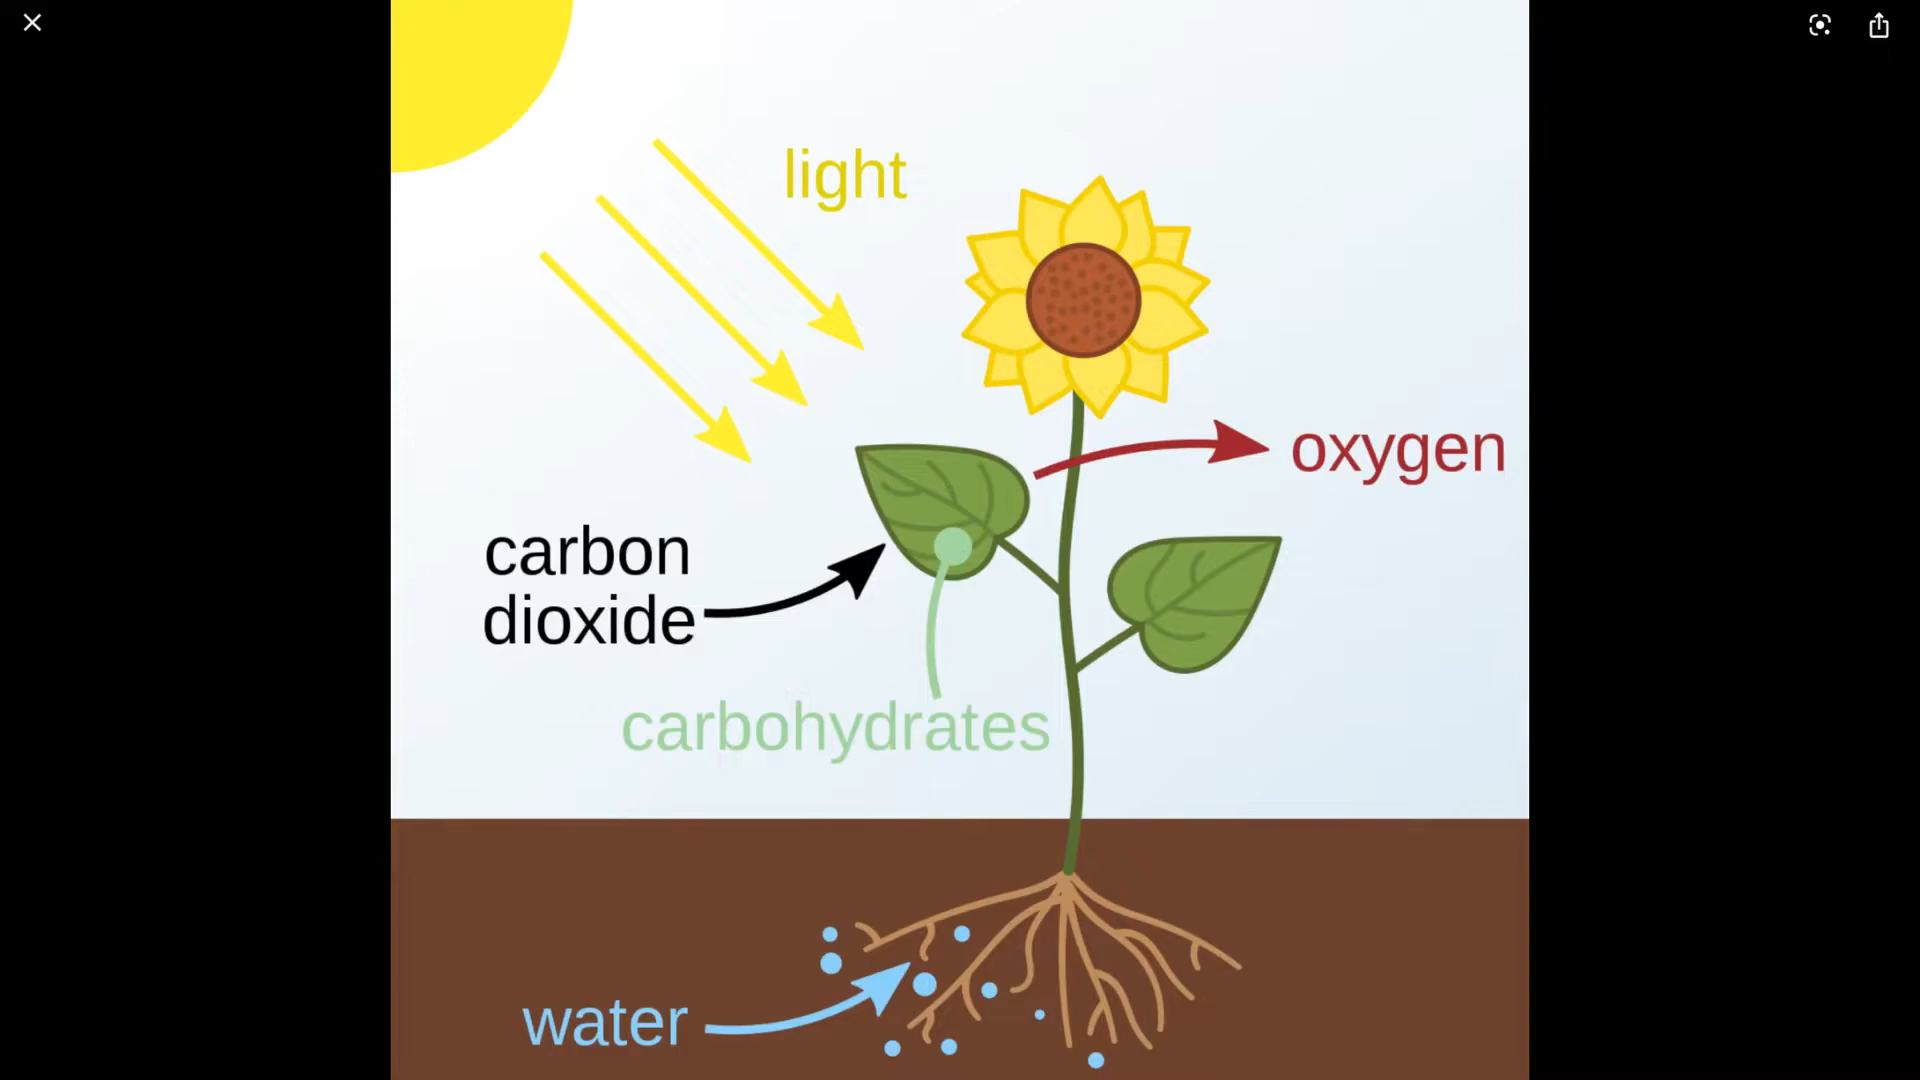 light
oxygen
carbon
dioxide
carbohydrates
water